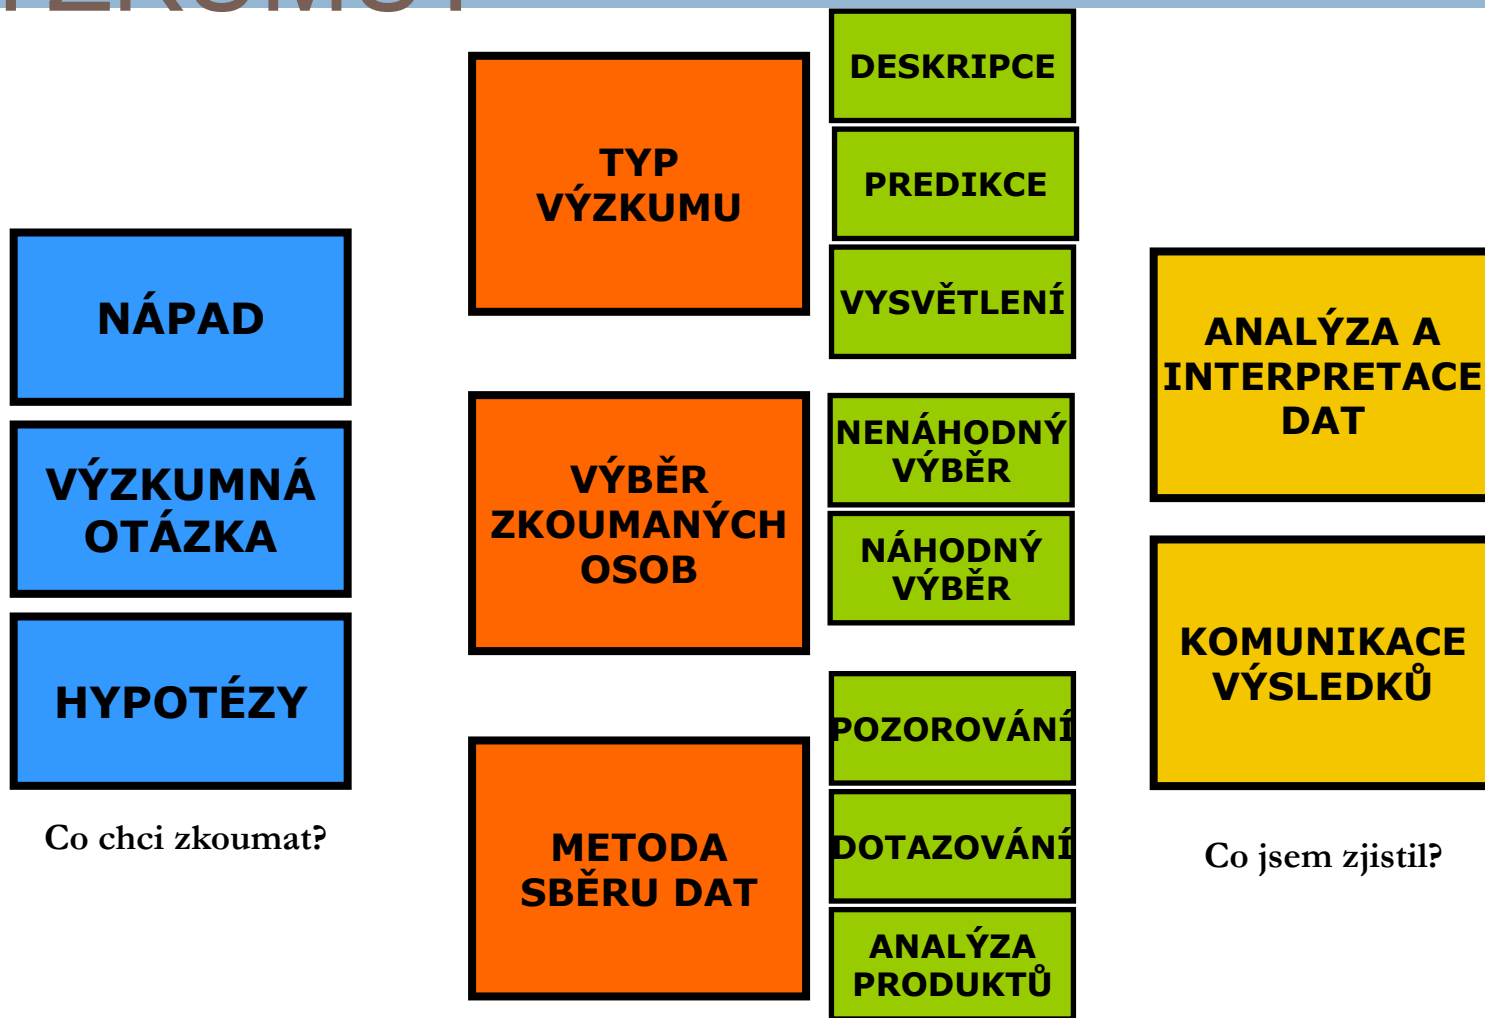 NÁPAD
VÝZKUMNÁ
OTÁZKA
HYPOTÉZY
Co chci zkoumat?
TYP
VÝZKUMU
DESKRIPCE
PREDIKCE
VYSVĚTLENÍ
VÝBĚR
ZKOUMANÝCH
OSOB
NENÁHODNÝ
VÝBĚR
NÁHODNÝ
VÝBĚR
METODA
SBĚRU DAT
POZOROVÁNÍ
DOTAZOVÁNÍ
ANALÝZA
PRODUKTŮ
ANALÝZA A
INTERPRETACE
DAT
KOMUNIKACE
VÝSLEDKŮ
Co jsem zjistil?